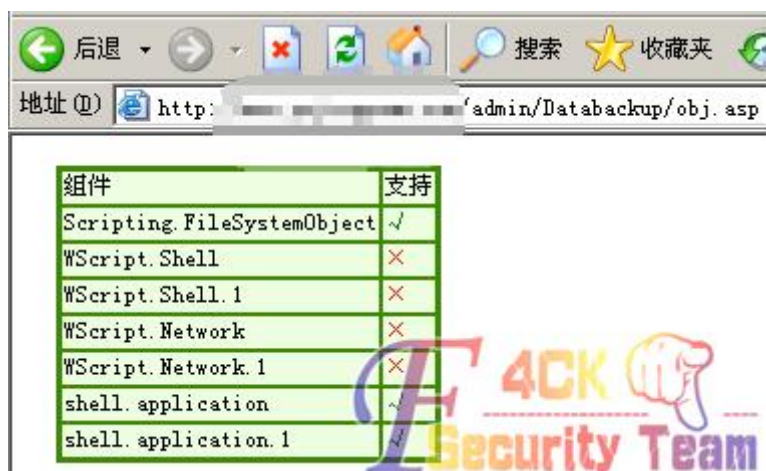 后退 搜索 收藏夹
地址(D) http: /admin/Databackup/obj.asp
组件 支持
Scripting.FileSystemObject √
WScript.Shell ×
WScript.Shell.1 ×
WScript.Network ×
WScript.Network.1 ×
shell.application √
shell.application.1 √
F4CK
Security Team